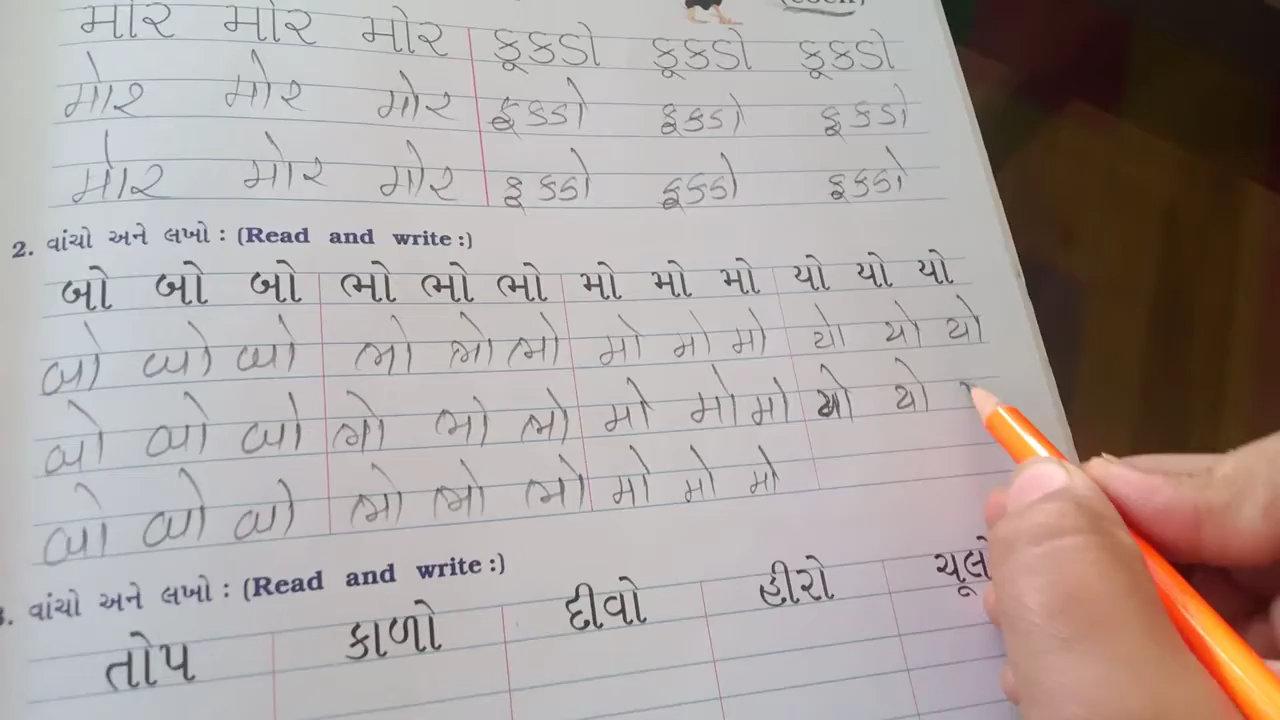 મોર મોર મોર કૂકડો કૂકડો કૂકડો
મોર મોર મોર કૂકડો કૂકડો કૂકડો
મોર મોર મોર કૂકડો કૂકડો કૂકડો
2. વાંચો અને લખો : (Read and write :)
બો બો બો ભો ભો ભો મો મો મો યો યો યો
બો બો બો ભો ભો ભો મો મો મો યો યો યો
બો બો બો ભો ભો ભો મો મો મો યો યો
બો બો બો ભો ભો ભો મો મો મો
3. વાંચો અને લખો : (Read and write :)
તોપ કાળો દીવો હીરો